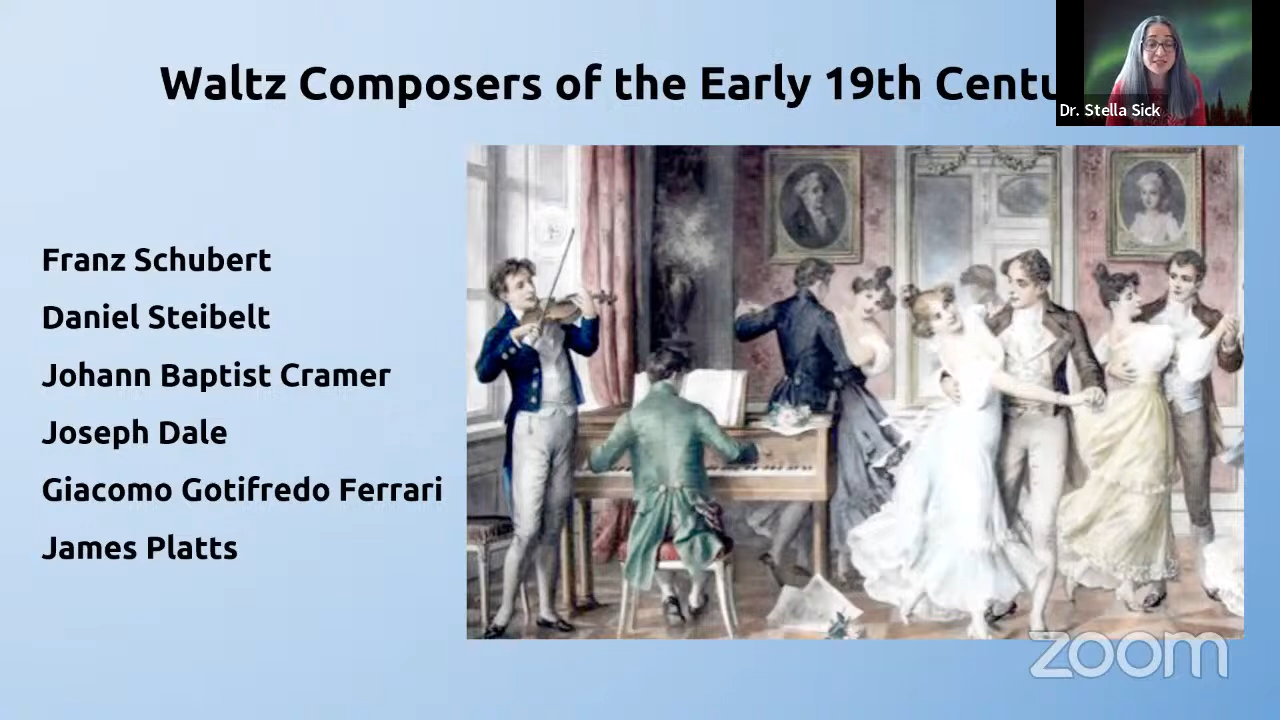 Waltz Composers of the Early 19th Centu
Dr. Stella Sick
Franz Schubert
Daniel Steibelt
Johann Baptist Cramer
Joseph Dale
Giacomo Gotifredo Ferrari
James Platts
zoom